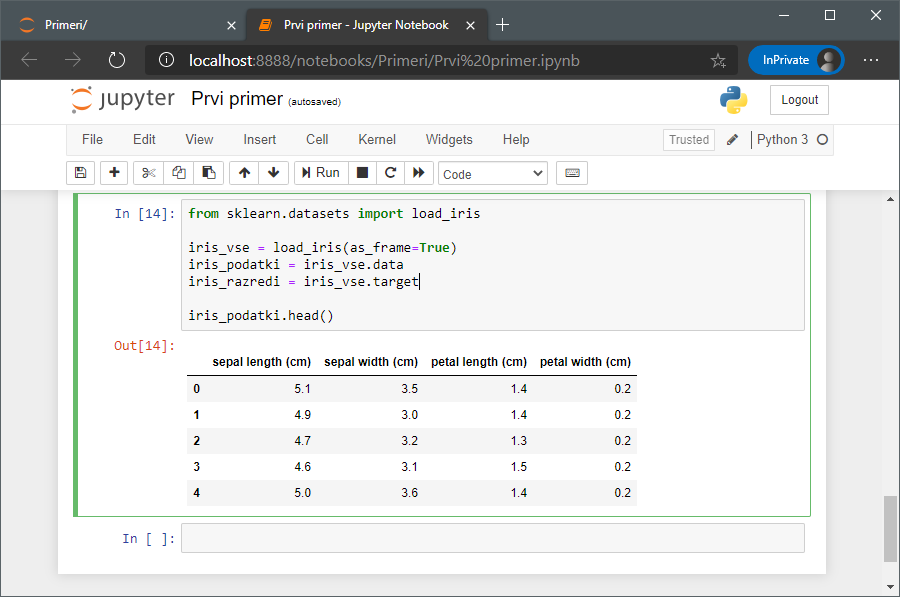 Primeri/
Prvi primer - Jupyter Notebook
localhost:8888/notebooks/Primeri/Prvi%20primer.ipynb
InPrivate
jupyter Prvi primer (autosaved)
Logout
File Edit View Insert Cell Kernel Widgets Help
Trusted
Python 3
Run
Code
In [14]:
from sklearn.datasets import load_iris
iris_vse = load_iris(as_frame=True)
iris_podatki = iris_vse.data
iris_razredi = iris_vse.target
iris_podatki.head()
Out[14]:
sepal length (cm) sepal width (cm) petal length (cm) petal width (cm)
0 5.1 3.5 1.4 0.2
1 4.9 3.0 1.4 0.2
2 4.7 3.2 1.3 0.2
3 4.6 3.1 1.5 0.2
4 5.0 3.6 1.4 0.2
In [ ]: